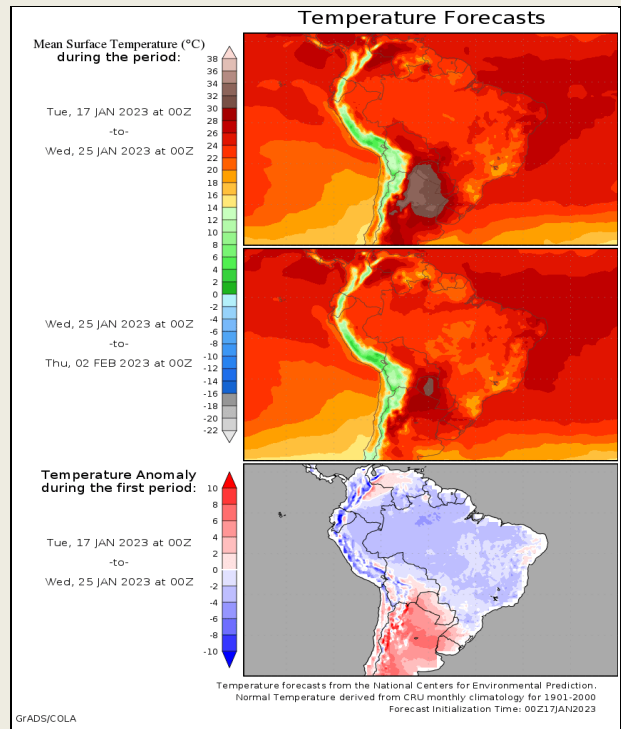 Temperature Forecasts
Mean Surface Temperature (°C)
during the period:
Tue, 17 JAN 2023 at 00Z
-to-
Wed, 25 JAN 2023 at 00Z
38
36
34
32
30
28
26
24
22
20
18
16
14
12
10
8
6
4
2
0
-2
-4
-6
-8
-10
-12
-14
-16
-18
-20
-22
Wed, 25 JAN 2023 at 00Z
-to-
Thu, 02 FEB 2023 at 00Z
Temperature Anomaly
during the first period:
Tue, 17 JAN 2023 at 00Z
-to-
Wed, 25 JAN 2023 at 00Z
10
8
6
4
2
0
-2
-4
-6
-8
-10
Temperature forecasts from the National Centers for Environmental Prediction.
Normal Temperature derived from CRU monthly climatology for 1901-2000
Forecast Initialization Time: 00Z17JAN2023
GrADS/COLA